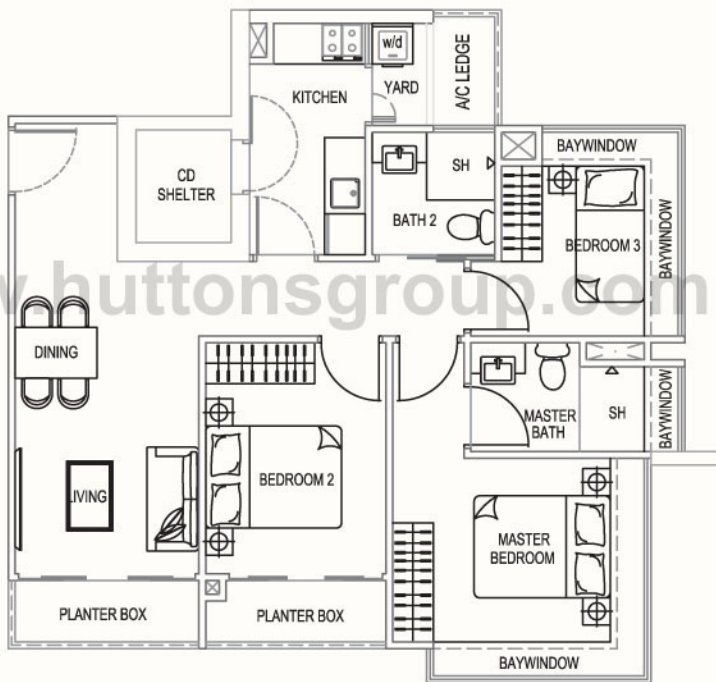 w/d
KITCHEN
YARD
A/C LEDGE
BAYWINDOW
CD
SHELTER
SH
BATH 2
BEDROOM 3
BAYWINDOW
w.huttonsgroup.com
DINING
MASTER
BATH
SH
BAYWINDOW
BEDROOM 2
LIVING
MASTER
BEDROOM
PLANTER BOX
PLANTER BOX
BAYWINDOW